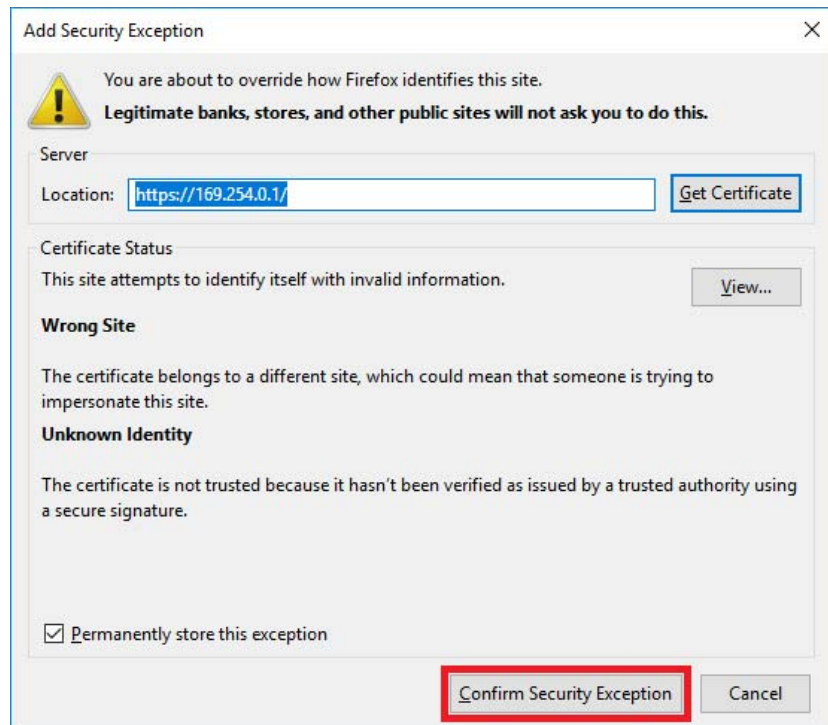 Add Security Exception
You are about to override how Firefox identifies this site.
Legitimate banks, stores, and other public sites will not ask you to do this.
Server
Location: https://169.254.0.1/ Get Certificate
Certificate Status
This site attempts to identify itself with invalid information.
View...
Wrong Site
The certificate belongs to a different site, which could mean that someone is trying to
impersonate this site.
Unknown Identity
The certificate is not trusted because it hasn't been verified as issued by a trusted authority using
a secure signature.
Permanently store this exception
Confirm Security Exception Cancel